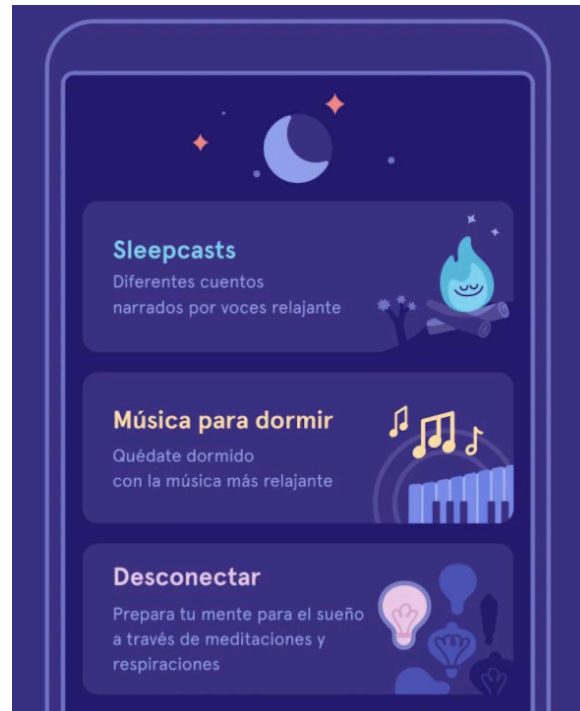 Sleepcasts
Diferentes cuentos
narrados por voces relajante
Música para dormir
Quédate dormido
con la música más relajante
Desconectar
Prepara tu mente para el sueño
a través de meditaciones y
respiraciones